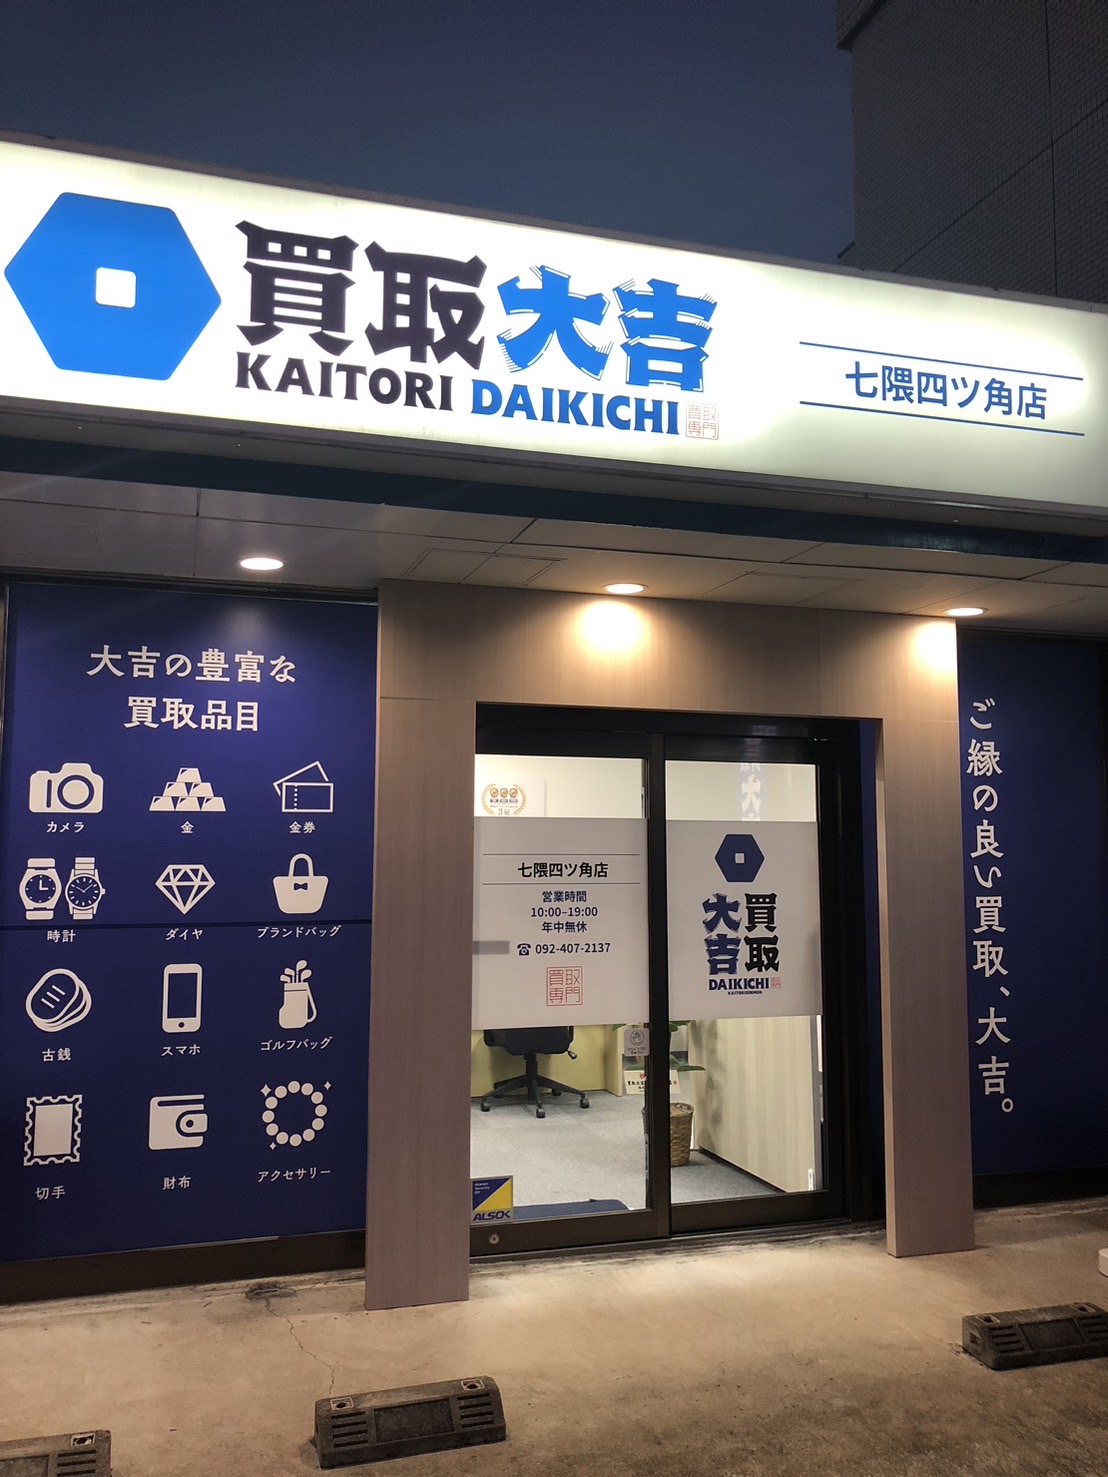 買取大吉
KAITORI DAIKICHI
買取
専門
七隈四ツ角店
大吉の豊富な
買取品目
カメラ
金
金券
時計
ダイヤ
ブランドバッグ
古銭
スマホ
ゴルフバッグ
切手
財布
アクセサリー
3冠
七隈四ツ角店
営業時間
10:00–19:00
年中無休
☎ 092-407-2137
買取
専門
ALSOK
大
買取
大吉
DAIKICHI
ご縁の良い買取、大吉。